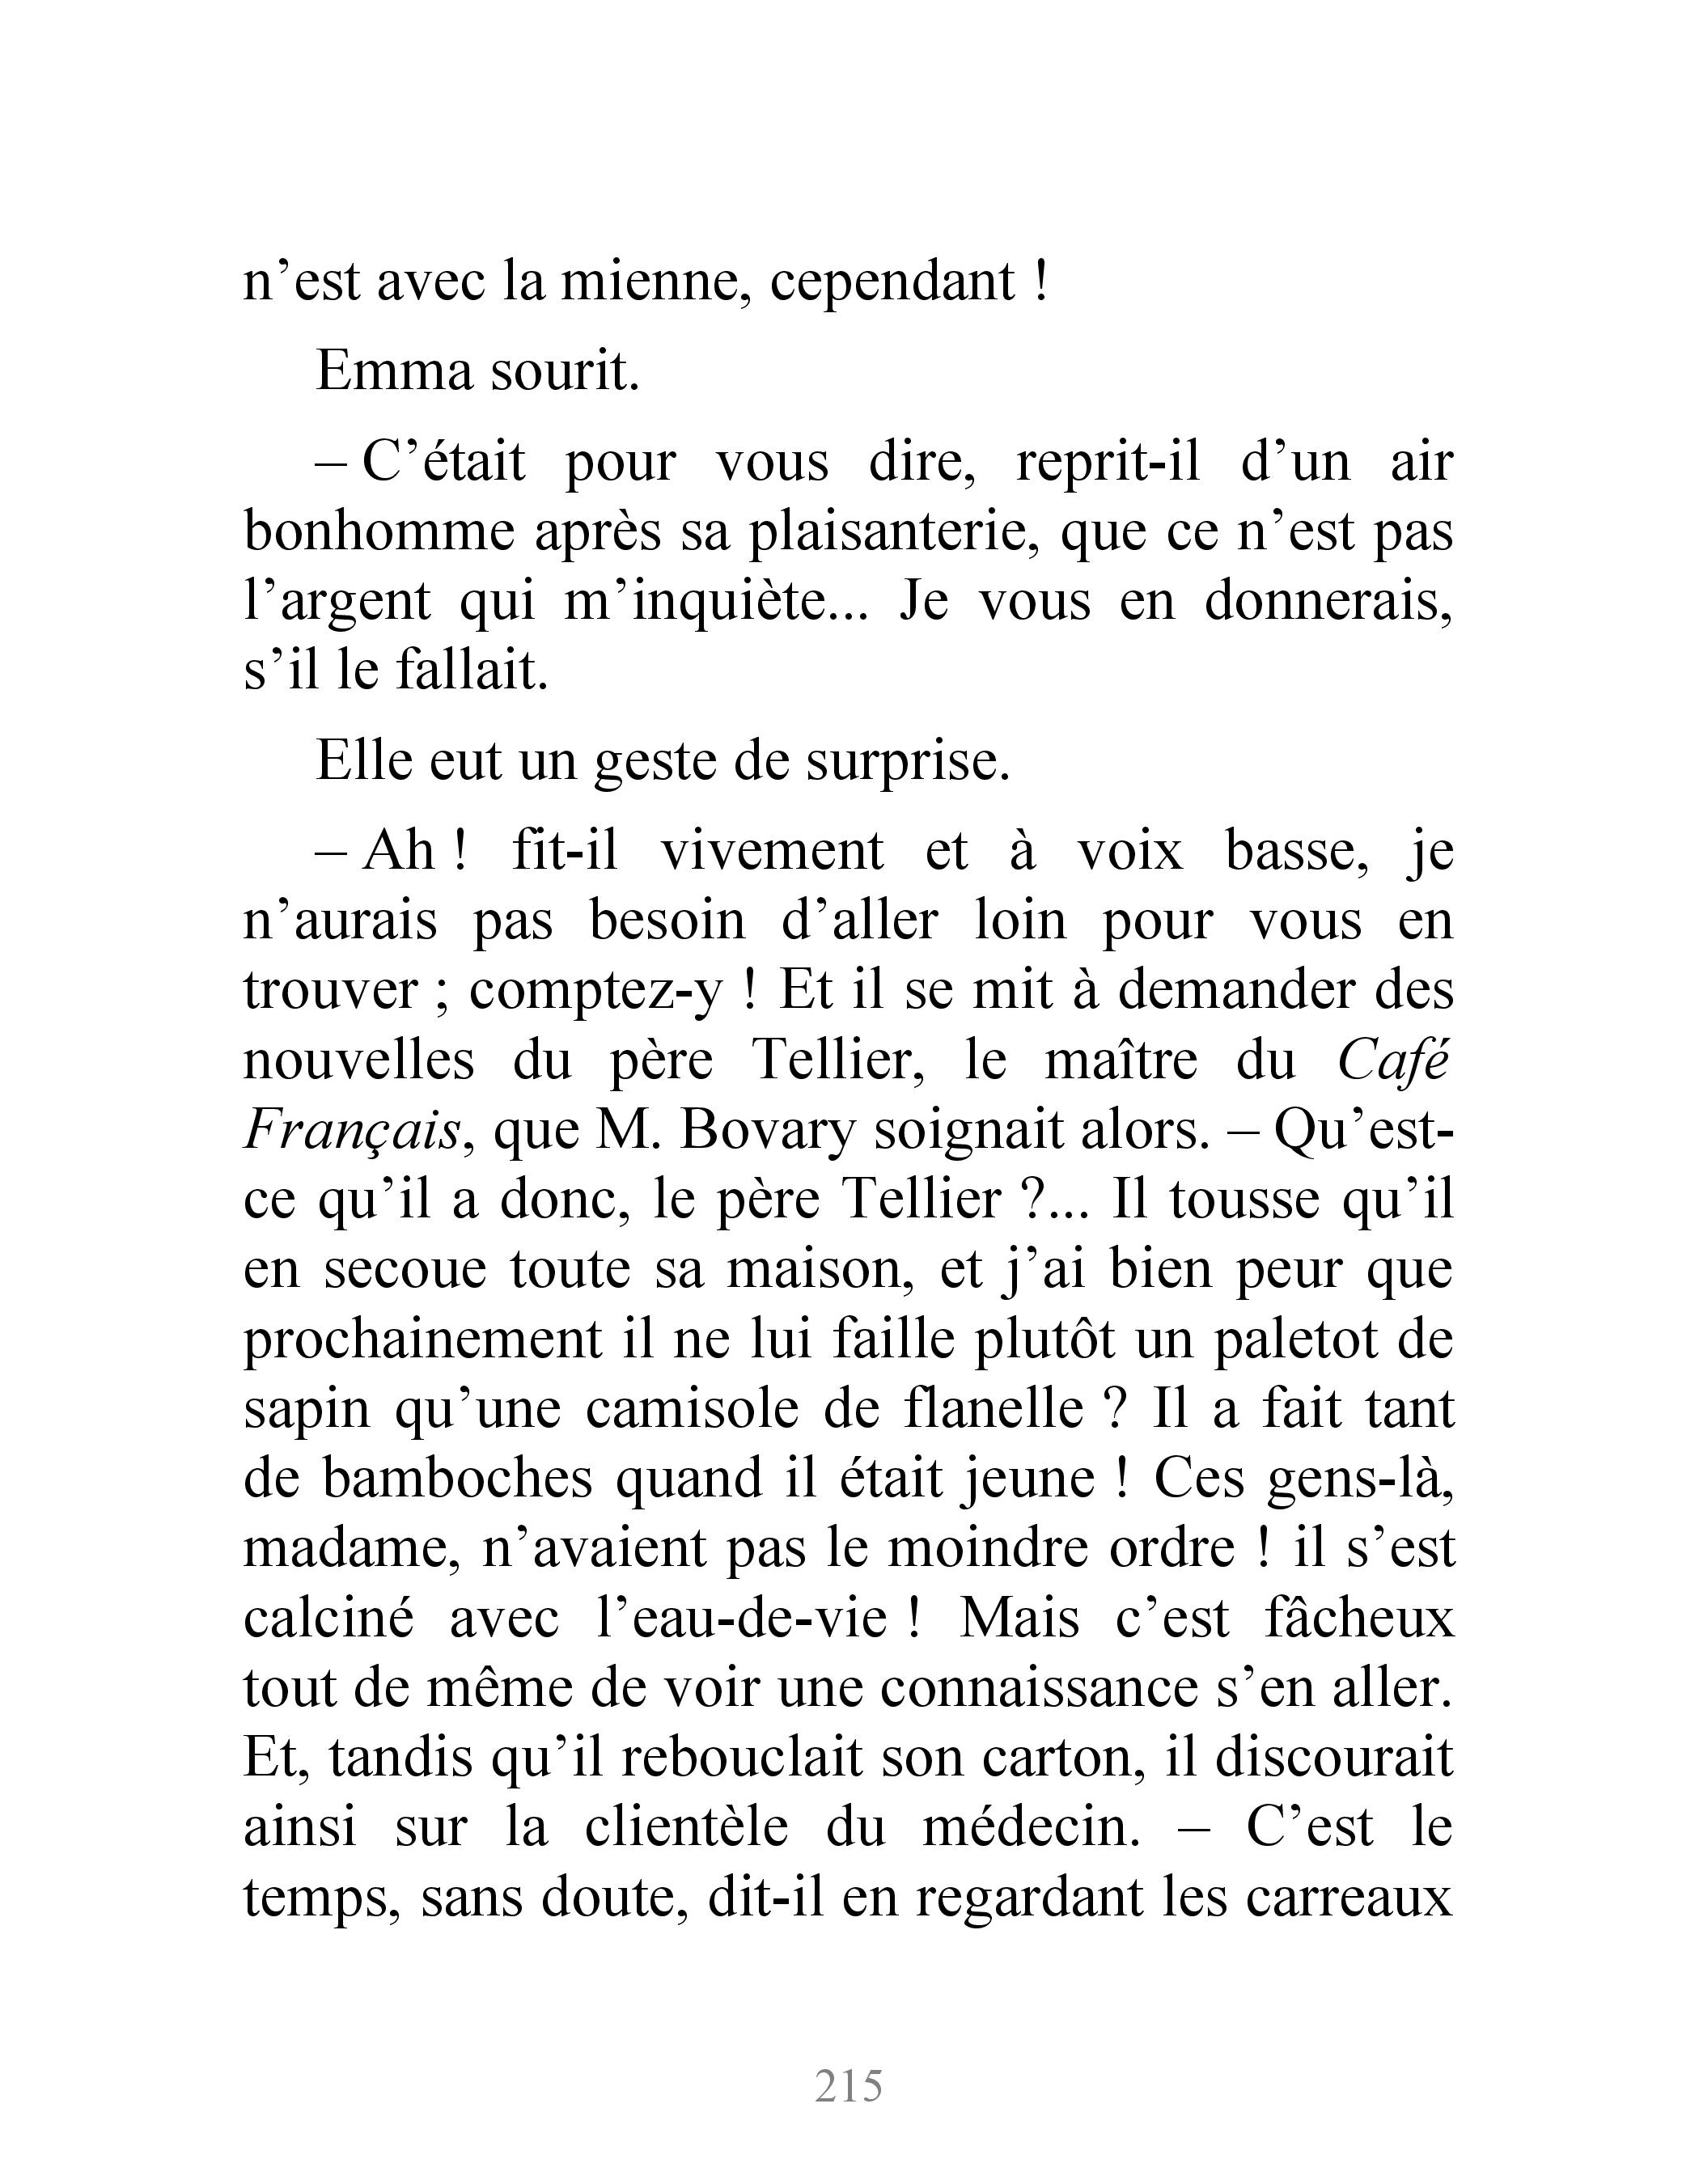 n’est avec la mienne, cependant !
Emma sourit.
– C’était pour vous dire, reprit-il d’un air
bonhomme après sa plaisanterie, que ce n’est pas
l’argent qui m’inquiète... Je vous en donnerais,
s’il le fallait.
Elle eut un geste de surprise.
– Ah ! fit-il vivement et à voix basse, je
n’aurais pas besoin d’aller loin pour vous en
trouver ; comptez-y ! Et il se mit à demander des
nouvelles du père Tellier, le maître du Café
Français, que M. Bovary soignait alors. – Qu’est-
ce qu’il a donc, le père Tellier ?... Il tousse qu’il
en secoue toute sa maison, et j’ai bien peur que
prochainement il ne lui faille plutôt un paletot de
sapin qu’une camisole de flanelle ? Il a fait tant
de bamboches quand il était jeune ! Ces gens-là,
madame, n’avaient pas le moindre ordre ! il s’est
calciné avec l’eau-de-vie ! Mais c’est fâcheux
tout de même de voir une connaissance s’en aller.
Et, tandis qu’il rebouclait son carton, il discourait
ainsi sur la clientèle du médecin. – C’est le
temps, sans doute, dit-il en regardant les carreaux
215